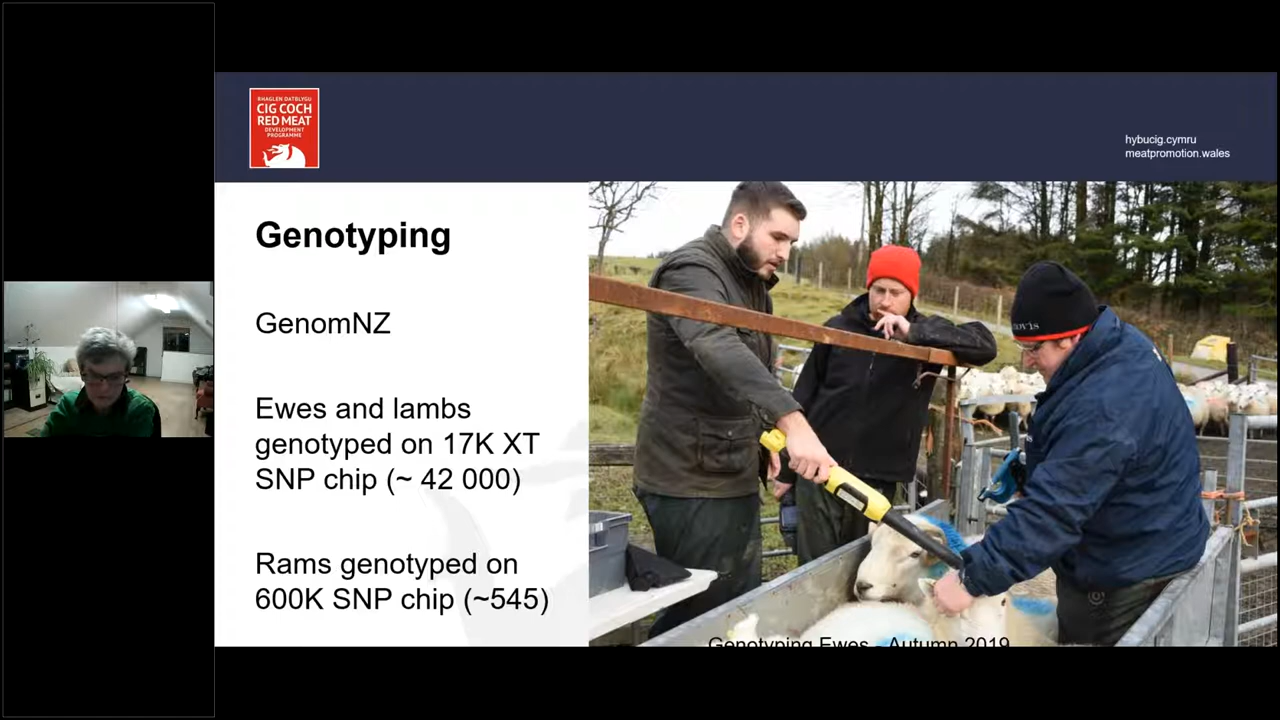 RHAGLEN DATBLYGU
CIG COCH
RED MEAT
DEVELOPMENT
PROGRAMME
hybucig.cymru
meatpromotion.wales
Genotyping
GenomNZ
Ewes and lambs
genotyped on 17K XT
SNP chip (~ 42 000)
Rams genotyped on
600K SNP chip (~545)
Genotyping Ewes - Autumn 2019